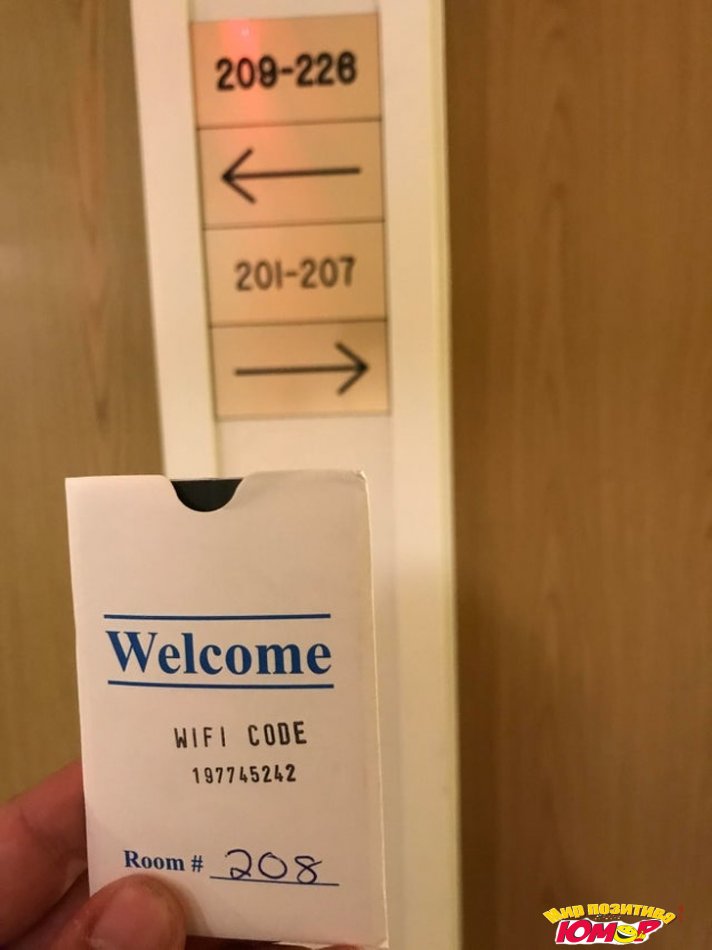 209-226
←
201-207
→
Welcome
WIFI CODE
197745242
Room # 208
Мир позитива
ЮМОР